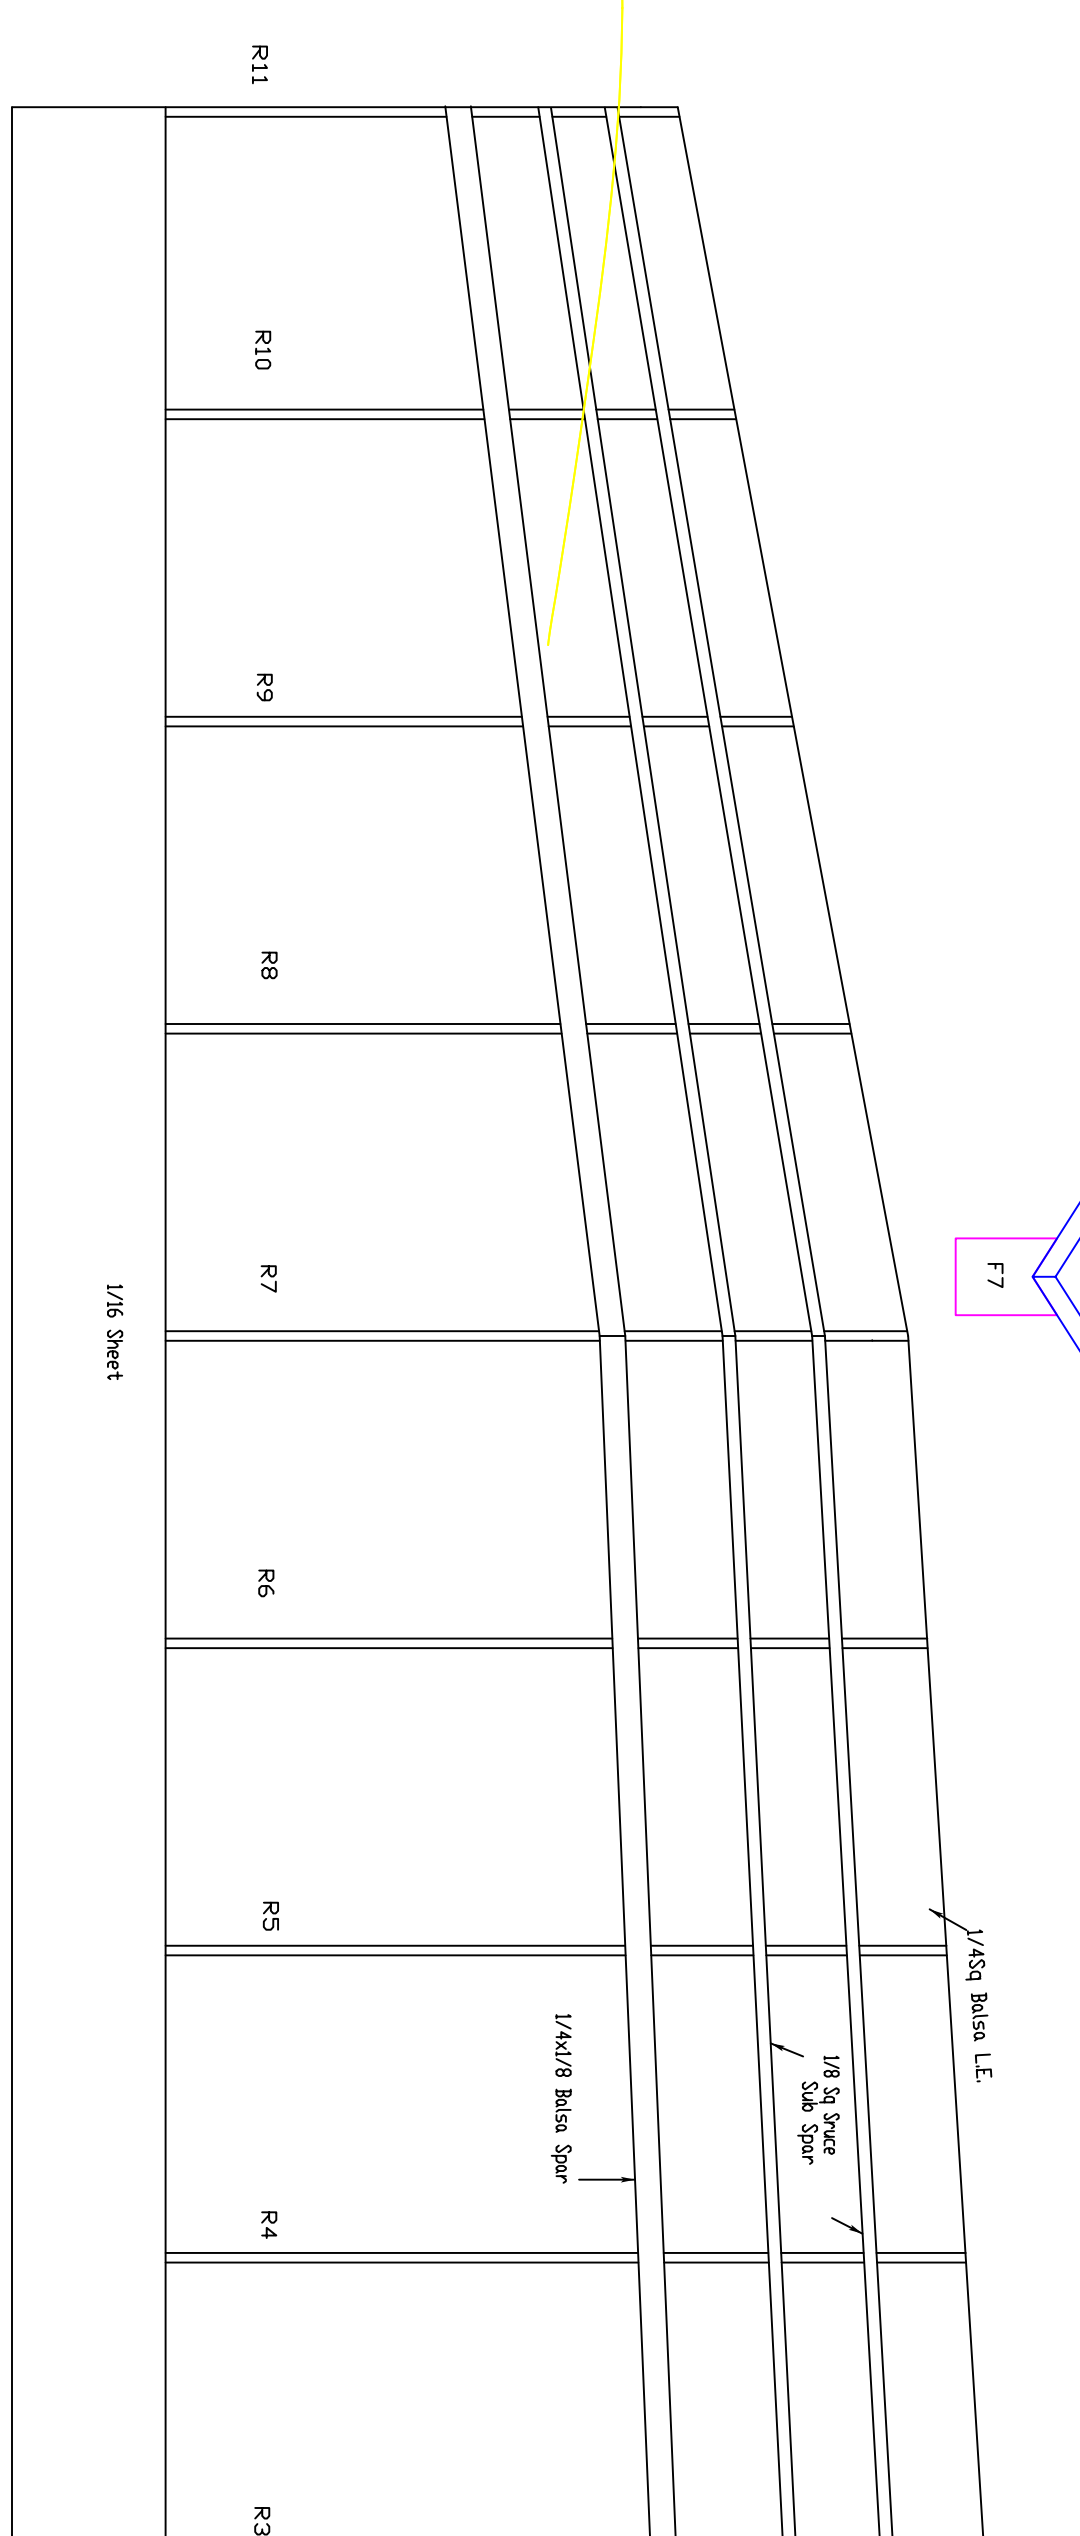 R11
R10
R9
R8
R7
F7
1/16 Sheet
R6
R5
1/4Sq Balsa L.E.
1/4x1/8 Balsa Spar
1/8 Sq Sruce
Sub Spar
R4
R3